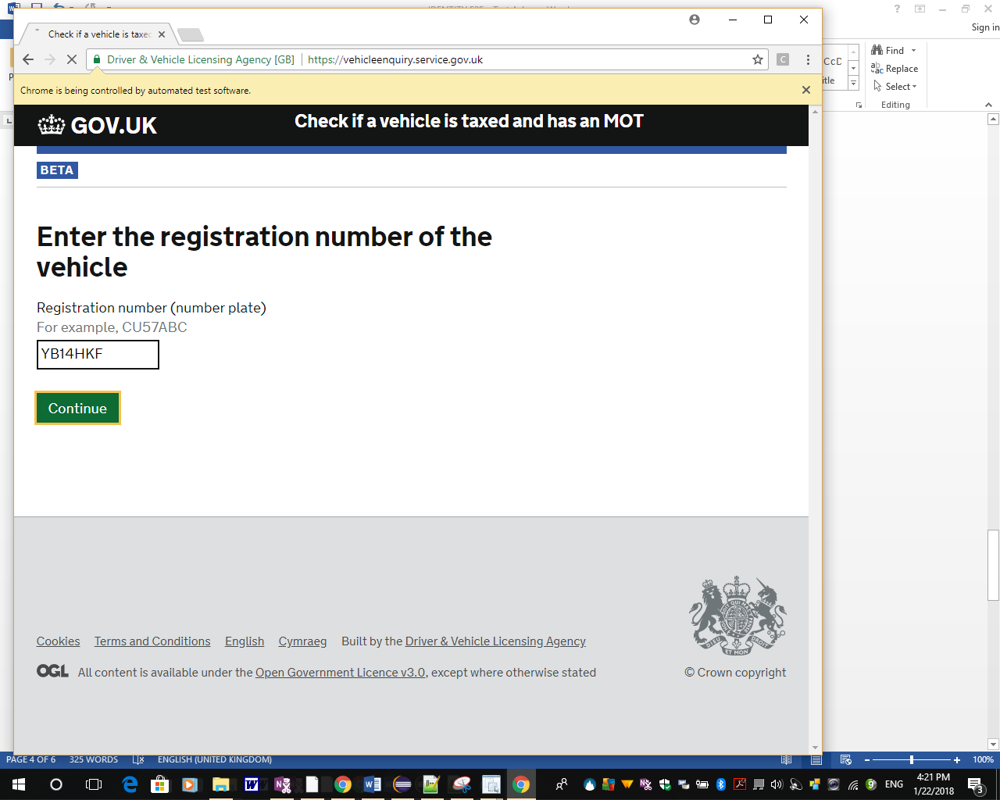 Sign in
Check if a vehicle is taxed
Driver & Vehicle Licensing Agency [GB] https://vehicleenquiry.service.gov.uk
Chrome is being controlled by automated test software.
Find
Replace
Select
Editing
GOV.UK
Check if a vehicle is taxed and has an MOT
BETA
Enter the registration number of the
vehicle
Registration number (number plate)
For example, CU57ABC
YB14HKF
Continue
Cookies Terms and Conditions English Cymraeg Built by the Driver & Vehicle Licensing Agency
OGL All content is available under the Open Government Licence v3.0, except where otherwise stated
© Crown copyright
PAGE 4 OF 6 325 WORDS ENGLISH (UNITED KINGDOM) 100%
ENG
4:21 PM
1/22/2018
3